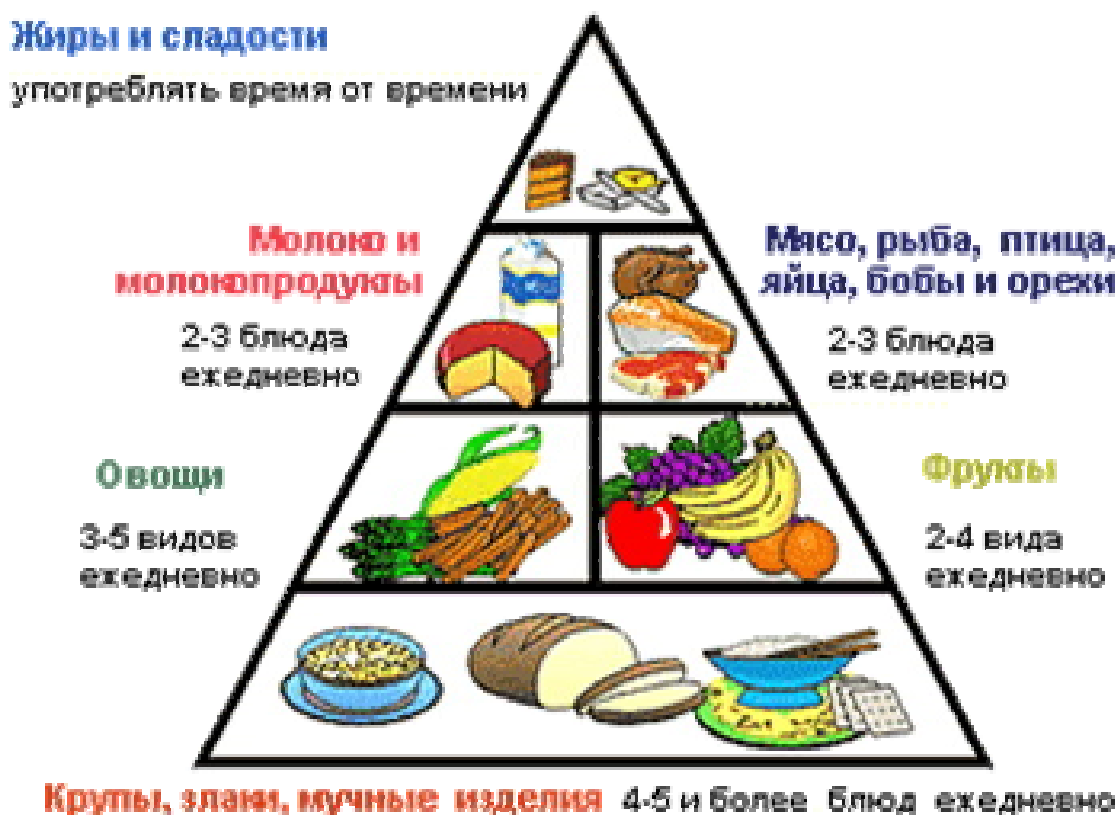 Жиры и сладости
употреблять время от времени
Молоко и
молокопродукты
2-3 блюда
ежедневно
Мясо, рыба, птица,
яйца, бобы и орехи
2-3 блюда
ежедневно
Овощи
3-5 видов
ежедневно
Фрукты
2-4 вида
ежедневно
Крупы, злаки, мучные изделия 4-5 и более блюд ежедневно